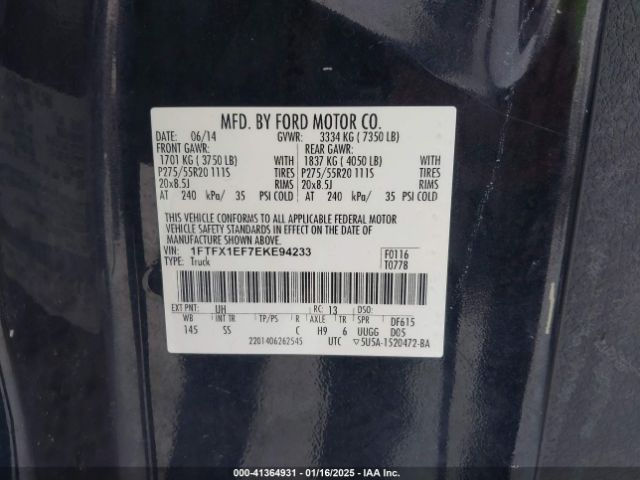 MFD. BY FORD MOTOR CO.
DATE: 06/14 GVWR: 3334 KG ( 7350 LB)
FRONT GAWR: REAR GAWR:
1701 KG ( 3750 LB) WITH 1837 KG ( 4050 LB) WITH
P275/55R20 111S TIRES P275/55R20 111S TIRES
20x8.5J RIMS 20x8.5J RIMS
AT 240 kPa/ 35 PSI COLD AT 240 kPa/ 35 PSI COLD
THIS VEHICLE CONFORMS TO ALL APPLICABLE FEDERAL MOTOR
VEHICLE SAFETY STANDARDS IN EFFECT ON THE DATE OF
MANUFACTURE SHOWN ABOVE.
VIN: 1FTFX1EF7EKE94233 F0116
TYPE: Truck T0778
EXT PNT: UH RC: 13 DSO:
WB INT TR TP/PS R AXLE TR SPR DF615
145 SS C H9 6 UUGG D05
2201406262545 UTC 5U5A-1520472-BA
000-41364931 - 01/16/2025 - IAA Inc.